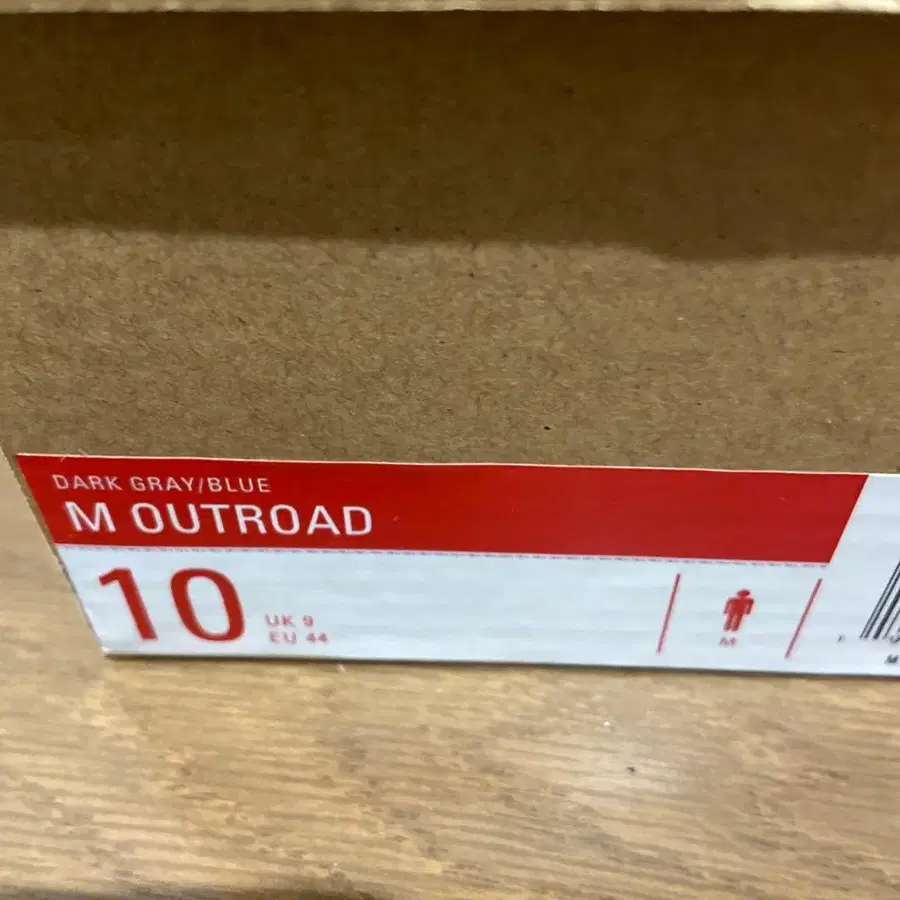 DARK GRAY/BLUE
M OUTROAD
10
UK 9
EU 44
M
M